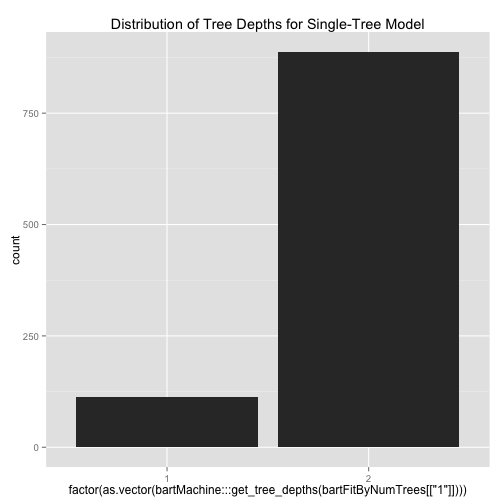 Distribution of Tree Depths for Single-Tree Model
count
750
500
250
0
1
2
factor(as.vector(bartMachine:::get_tree_depths(bartFitByNumTrees[["1"]])))